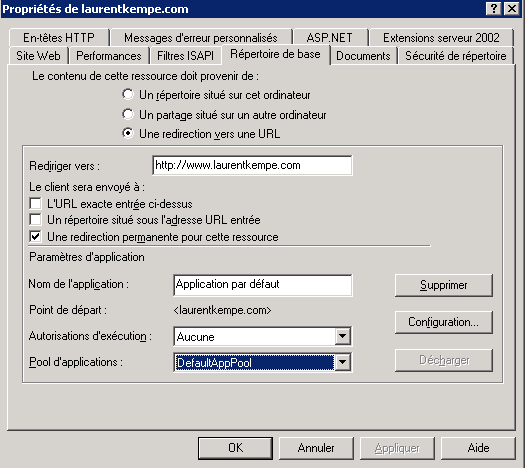 Propriétés de laurentkempe.com
En-têtes HTTP Messages d'erreur personnalisés ASP.NET Extensions serveur 2002
Site Web Performances Filtres ISAPI Répertoire de base Documents Sécurité de répertoire
Le contenu de cette ressource doit provenir de :
Un répertoire situé sur cet ordinateur
Un partage situé sur un autre ordinateur
Une redirection vers une URL
Rediriger vers : http://www.laurentkempe.com
Le client sera envoyé à :
L'URL exacte entrée ci-dessus
Un répertoire situé sous l'adresse URL entrée
Une redirection permanente pour cette ressource
Paramètres d'application
Nom de l'application : Application par défaut Supprimer
Point de départ : <laurentkempe.com>
Configuration...
Autorisations d'exécution : Aucune
Pool d'applications : DefaultAppPool Décharger
OK Annuler Appliquer Aide